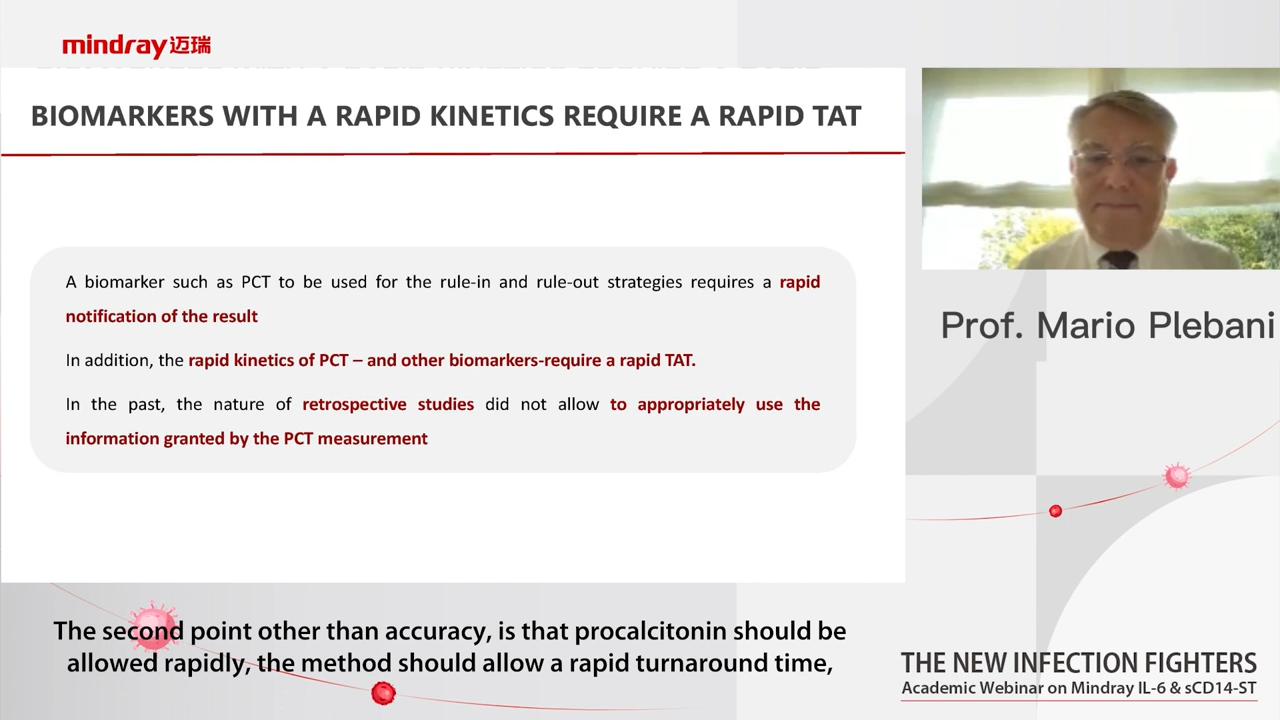 mindray迈瑞
BIOMARKERS WITH A RAPID KINETICS REQUIRE A RAPID TAT
A biomarker such as PCT to be used for the rule-in and rule-out strategies requires a rapid
notification of the result
In addition, the rapid kinetics of PCT – and other biomarkers-require a rapid TAT.
In the past, the nature of retrospective studies did not allow to appropriately use the
information granted by the PCT measurement
Prof. Mario Plebani
The second point other than accuracy, is that procalcitonin should be
allowed rapidly, the method should allow a rapid turnaround time,
THE NEW INFECTION FIGHTERS
Academic Webinar on Mindray IL-6 & sCD14-ST